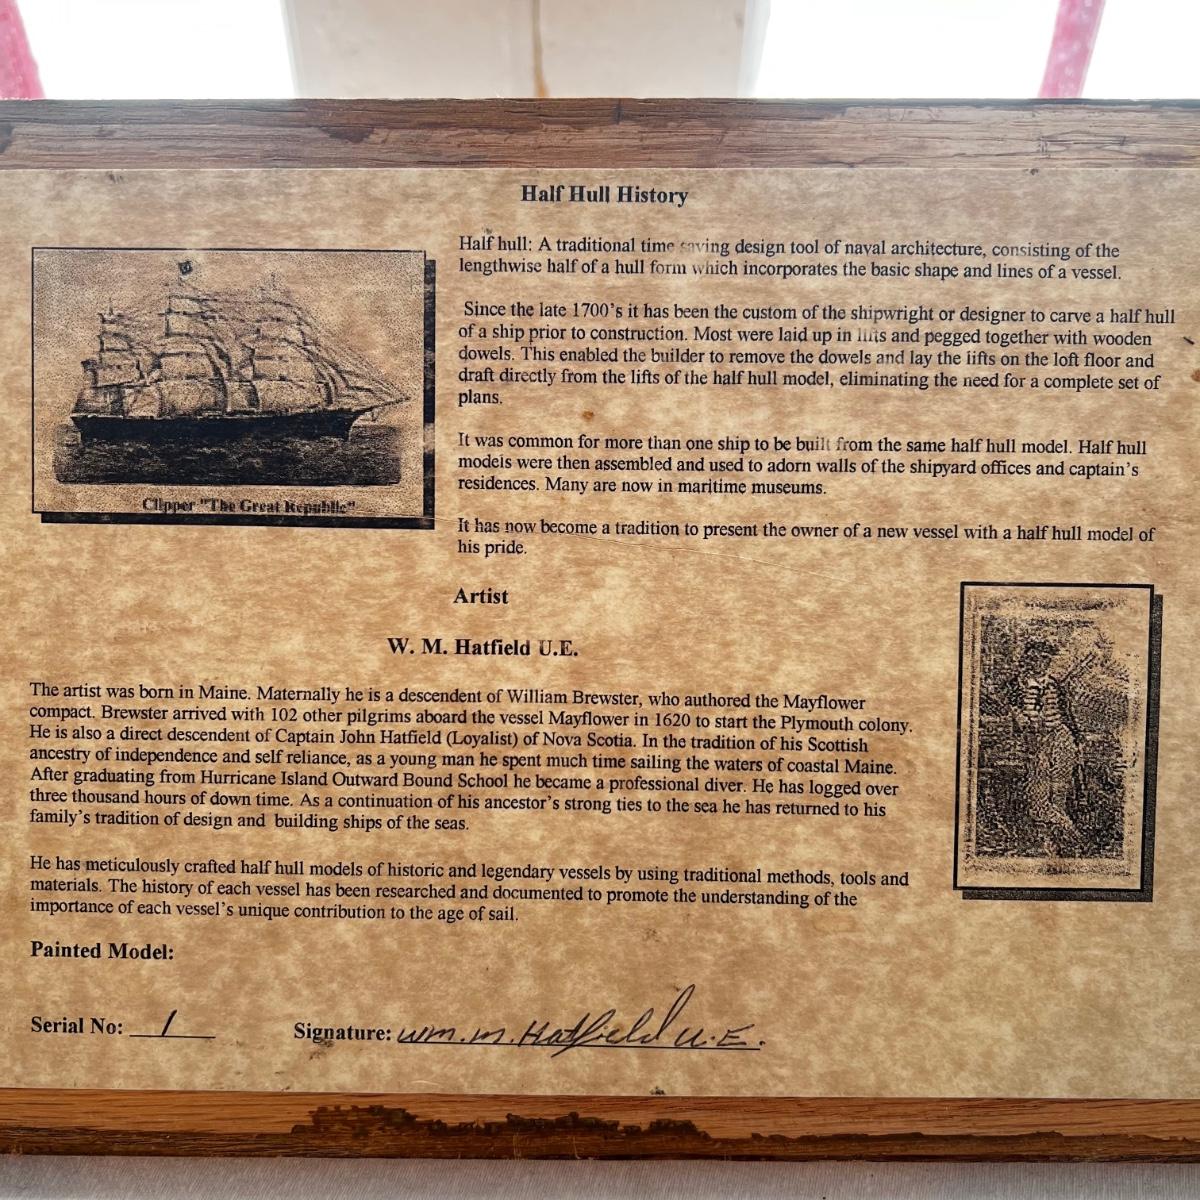 Half Hull History
Half hull: A traditional time saving design tool of naval architecture, consisting of the
lengthwise half of a hull form which incorporates the basic shape and lines of a vessel.
Since the late 1700's it has been the custom of the shipwright or designer to carve a half hull
of a ship prior to construction. Most were laid up in lifts and pegged together with wooden
dowels. This enabled the builder to remove the dowels and lay the lifts on the loft floor and
draft directly from the lifts of the half hull model, eliminating the need for a complete set of
plans.
It was common for more than one ship to be built from the same half hull model. Half hull
models were then assembled and used to adorn walls of the shipyard offices and captain's
residences. Many are now in maritime museums.
It has now become a tradition to present the owner of a new vessel with a half hull model of
his pride.
Clipper "The Great Republic"
Artist
W. M. Hatfield U.E.
The artist was born in Maine. Maternally he is a descendent of William Brewster, who authored the Mayflower
compact. Brewster arrived with 102 other pilgrims aboard the vessel Mayflower in 1620 to start the Plymouth colony.
He is also a direct descendent of Captain John Hatfield (Loyalist) of Nova Scotia. In the tradition of his Scottish
ancestry of independence and self reliance, as a young man he spent much time sailing the waters of coastal Maine.
After graduating from Hurricane Island Outward Bound School he became a professional diver. He has logged over
three thousand hours of down time. As a continuation of his ancestor's strong ties to the sea he has returned to his
family's tradition of design and building ships of the seas.
He has meticulously crafted half hull models of historic and legendary vessels by using traditional methods, tools and
materials. The history of each vessel has been researched and documented to promote the understanding of the
importance of each vessel's unique contribution to the age of sail.
Painted Model:
Serial No: 1 Signature: Wm. M. Hatfield U.E.